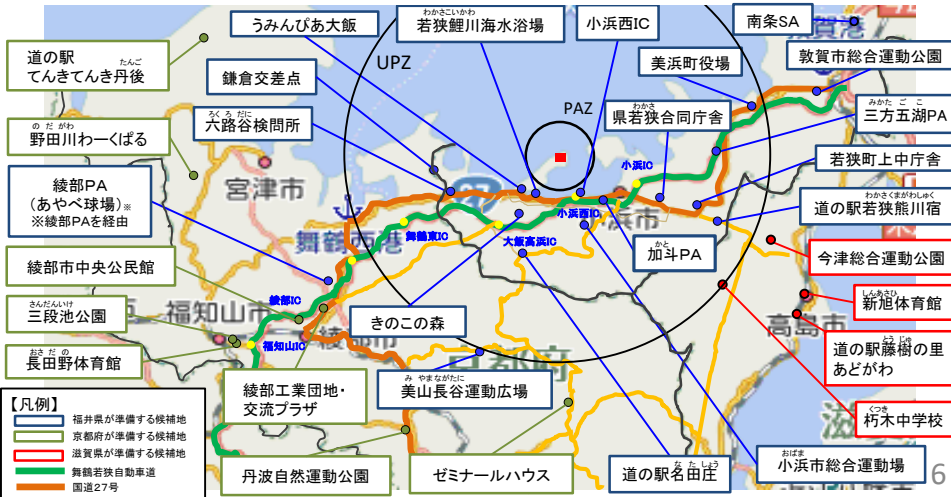 うみんぴあ大飯
わかさこいかわ
若狭鯉川海水浴場
小浜西IC
南条SA
道の駅
たんご
てんきてんき丹後
鎌倉交差点
UPZ
美浜町役場
敦賀市総合運動公園
ろくろだに
六路谷検問所
PAZ
わかさ
県若狭合同庁舎
みかたごこ
三方五湖PA
のだがわ
野田川わーくぱる
宮津市
小浜IC
若狭町上中庁舎
綾部PA
(あやべ球場)※
※綾部PAを経由
小浜西IC
浜市
わかさくまがわしゅく
道の駅若狭熊川宿
舞鶴西港
舞鶴東IC
大飯高浜IC
かと
加斗PA
今津総合運動公園
綾部市中央公民館
綾部IC
しんあさひ
新旭体育館
さんだんいけ
三段池公園
福知山市
きのこの森
高島市
福知山IC
綾部市
京都府
とうじゅ
道の駅藤樹の里
あどがわ
おさだの
長田野体育館
綾部工業団地・
交流プラザ
みやまながたに
美山長谷運動広場
くつき
朽木中学校
【凡例】
福井県が準備する候補地
京都府が準備する候補地
滋賀県が準備する候補地
舞鶴若狭自動車道
国道27号
丹波自然運動公園
ゼミナールハウス
なたしょう
道の駅名田庄
おばま
小浜市総合運動場
6